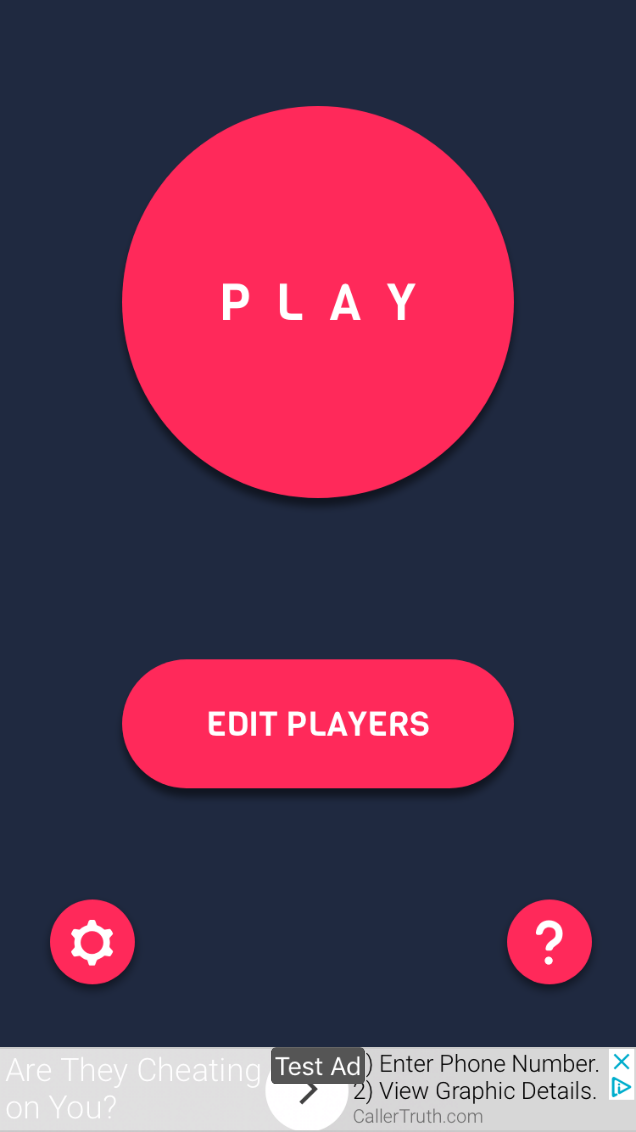 PLAY
EDIT PLAYERS
?
Are They Cheating
on You?
Test Ad
) Enter Phone Number.
2) View Graphic Details.
CallerTruth.com